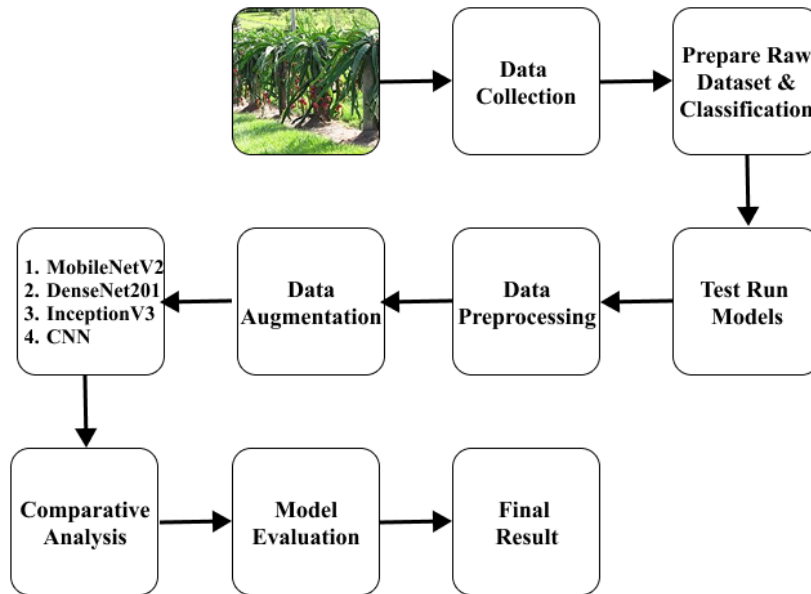 Data
Collection
Prepare Raw
Dataset &
Classification
Test Run
Models
Data
Preprocessing
Data
Augmentation
1. MobileNetV2
2. DenseNet201
3. InceptionV3
4. CNN
Comparative
Analysis
Model
Evaluation
Final
Result